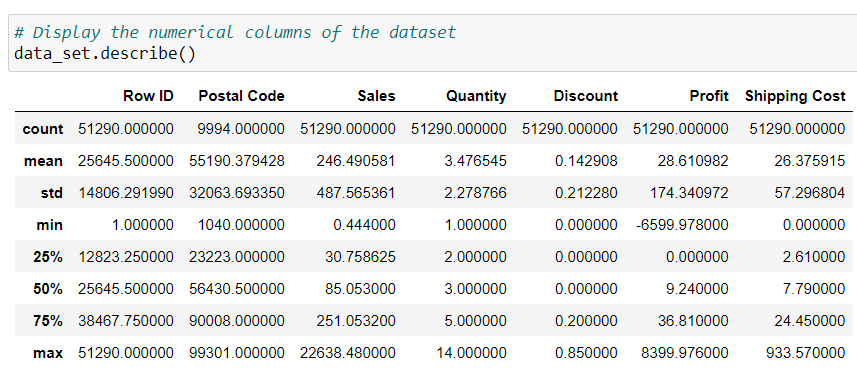 # Display the numerical columns of the dataset
data_set.describe()
Row ID Postal Code Sales Quantity Discount Profit Shipping Cost
count 51290.000000 9994.000000 51290.000000 51290.000000 51290.000000 51290.000000 51290.000000
mean 25645.500000 55190.379428 246.490581 3.476545 0.142908 28.610982 26.375915
std 14806.291990 32063.693350 487.565361 2.278766 0.212280 174.340972 57.296804
min 1.000000 1040.000000 0.444000 1.000000 0.000000 -6599.978000 0.000000
25% 12823.250000 23223.000000 30.758625 2.000000 0.000000 0.000000 2.610000
50% 25645.500000 56430.500000 85.053000 3.000000 0.000000 9.240000 7.790000
75% 38467.750000 90008.000000 251.053200 5.000000 0.200000 36.810000 24.450000
max 51290.000000 99301.000000 22638.480000 14.000000 0.850000 8399.976000 933.570000